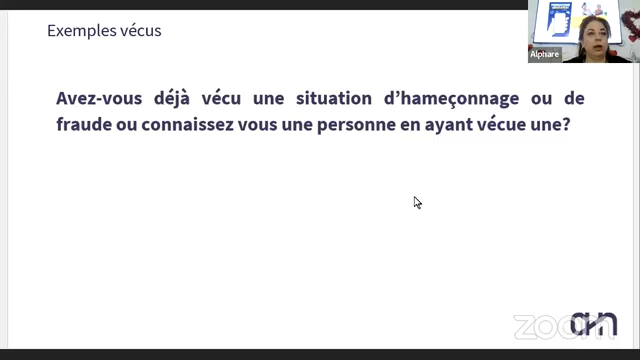 Exemples vécus
Alphare
Avez-vous déjà vécu une situation d’hameçonnage ou de
fraude ou connaissez vous une personne en ayant vécue une?
zoom